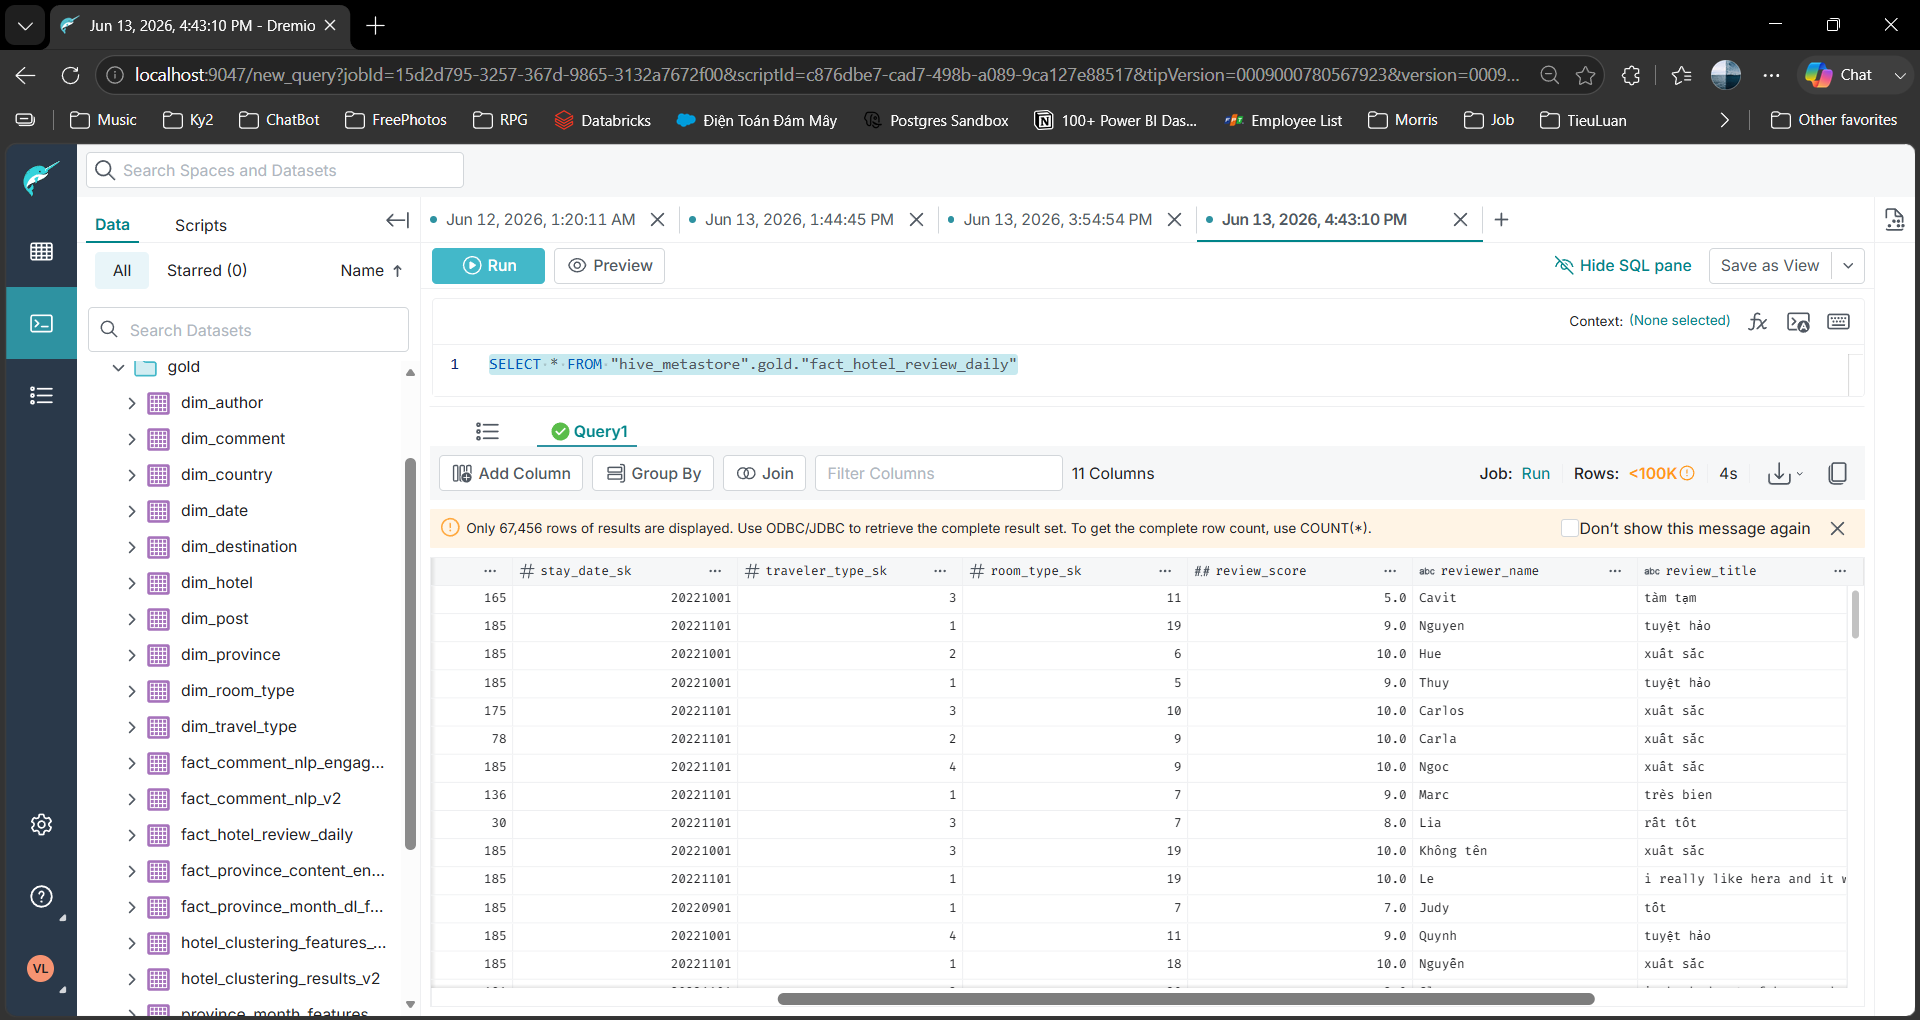 Jun 13, 2026, 4:43:10 PM - Dremio
localhost:9047/new_query?jobId=15d2d795-3257-367d-9865-3132a7672f00&scriptId=c876dbe7-cad7-498b-a089-9ca127e88517&tipVersion=0009000780567923&version=0009...
Chat
Music
Ky2
ChatBot
FreePhotos
RPG
Databricks
Điện Toán Đám Mây
Postgres Sandbox
100+ Power BI Das...
Employee List
Morris
Job
TieuLuan
Other favorites
Search Spaces and Datasets
Data
Scripts
Jun 12, 2026, 1:20:11 AM
Jun 13, 2026, 1:44:45 PM
Jun 13, 2026, 3:54:54 PM
Jun 13, 2026, 4:43:10 PM
All
Starred (0)
Name
Run
Preview
Hide SQL pane
Save as View
Search Datasets
Context: (None selected)
1 SELECT * FROM "hive_metastore".gold."fact_hotel_review_daily"
gold
dim_author
dim_comment
dim_country
dim_date
dim_destination
dim_hotel
dim_post
dim_province
dim_room_type
dim_travel_type
fact_comment_nlp_engag...
fact_comment_nlp_v2
fact_hotel_review_daily
fact_province_content_en...
fact_province_month_dl_f...
hotel_clustering_features_...
hotel_clustering_results_v2
province_month_features
VL
Query1
Add Column
Group By
Join
Filter Columns
11 Columns
Job: Run
Rows: <100K
4s
Only 67,456 rows of results are displayed. Use ODBC/JDBC to retrieve the complete result set. To get the complete row count, use COUNT(*).
Don't show this message again
... # stay_date_sk ... # traveler_type_sk ... # room_type_sk ... #.# review_score ... abc reviewer_name ... abc review_title ...
165 20221001 3 11 5.0 Cavit tàm tạm
185 20221101 1 19 9.0 Nguyen tuyệt hảo
185 20221001 2 6 10.0 Hue xuất sắc
185 20221001 1 5 9.0 Thuy tuyệt hảo
175 20221101 3 10 10.0 Carlos xuất sắc
78 20221101 2 9 10.0 Carla xuất sắc
185 20221101 4 9 10.0 Ngoc xuất sắc
136 20221101 1 7 9.0 Marc très bien
30 20221101 3 7 8.0 Lia rất tốt
185 20221001 3 19 10.0 Không tên xuất sắc
185 20221101 1 19 10.0 Le i really like hera and it w
185 20220901 1 7 7.0 Judy tốt
185 20221001 4 11 9.0 Quynh tuyệt hảo
185 20221101 1 18 10.0 Nguyễn xuất sắc